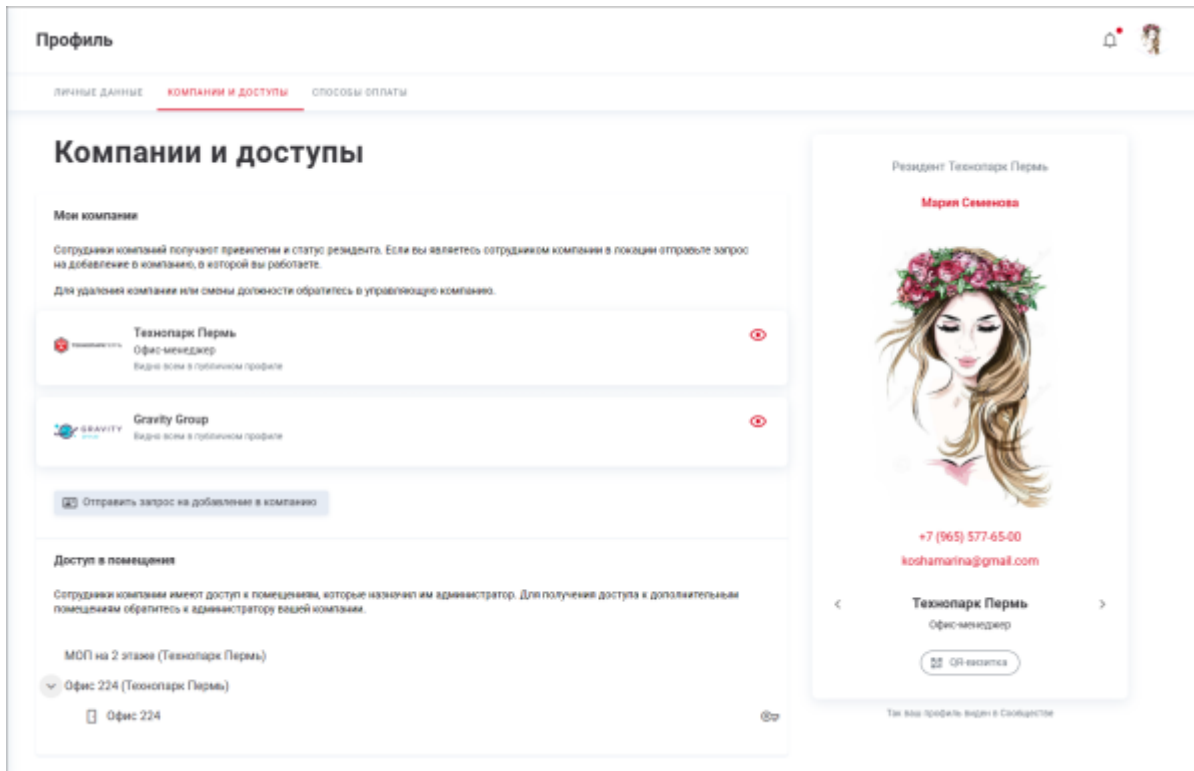 Профиль
ЛИЧНЫЕ ДАННЫЕ
КОМПАНИИ И ДОСТУПЫ
СПОСОБЫ ОПЛАТЫ
Компании и доступы
Мои компании
Сотрудники компаний получают привилегии и статус резидента. Если вы являетесь сотрудником компании в локации отправьте запрос
на добавление в компанию, в которой вы работаете.
Для удаления компании или смены должности обратитесь в управляющую компанию.
Технопарк Пермь
Офис-менеджер
Видно всем в публичном профиле
GRAVITY
Gravity Group
Видно всем в публичном профиле
Отправить запрос на добавление в компанию
Доступ в помещения
Сотрудники компании имеют доступ к помещениям, которые назначил им администратор. Для получения доступа к дополнительным
помещениям обратитесь к администратору вашей компании.
МОП на 2 этаже (Технопарк Пермь)
Офис 224 (Технопарк Пермь)
Офис 224
Резидент Технопарк Пермь
Мария Семенова
+7 (965) 577-65-00
koshamarina@gmail.com
Технопарк Пермь
Офис-менеджер
QR-визитка
Так ваш профиль виден в Сообществе